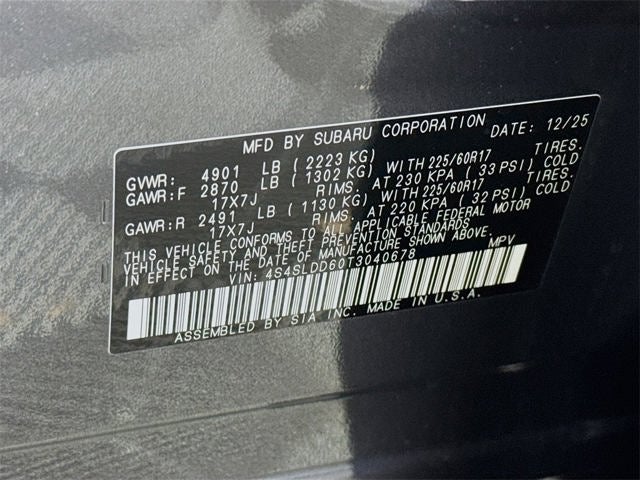 MFD BY SUBARU CORPORATION DATE: 12/25
GVWR: 4901 LB ( 2223 KG)
GAWR:F 2870 LB ( 1302 KG) WITH 225/60R17 TIRES.
17X7J RIMS. AT 230 KPA ( 33 PSI) COLD
GAWR:R 2491 LB ( 1130 KG) WITH 225/60R17 TIRES.
17X7J RIMS. AT 220 KPA ( 32 PSI) COLD
THIS VEHICLE CONFORMS TO ALL APPLICABLE FEDERAL MOTOR
VEHICLE SAFETY AND THEFT PREVENTION STANDARDS
IN EFFECT ON THE DATE OF MANUFACTURE SHOWN ABOVE.
VIN: 4S4SLDD60T3040678 MPV
ASSEMBLED BY SIA INC. MADE IN U.S.A.